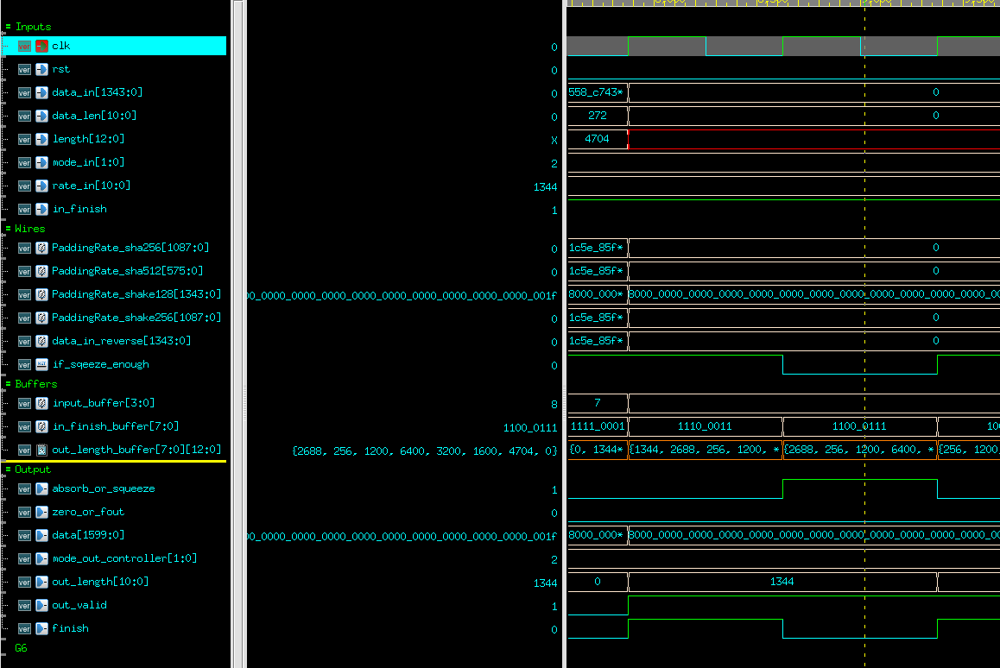 = Inputs
ver clk 0
ver rst 0
ver data_in[1343:0] 0 558_c743* 0
ver data_len[10:0] 0 272 0
ver length[12:0] X 4704
ver mode_in[1:0] 2
ver rate_in[10:0] 1344
ver in_finish 1
= Wires
ver PaddingRate_sha256[1087:0] 0 1c5e_85f* 0
ver PaddingRate_sha512[575:0] 0 1c5e_85f* 0
ver PaddingRate_shake128[1343:0] 00_0000_0000_0000_0000_0000_0000_0000_0000_0000_0000_0000_001f 8000_000* 8000_0000_0000_0000_0000_0000_0000_0000_0000_0000_0000_00
ver PaddingRate_shake256[1087:0] 0 1c5e_85f* 0
ver data_in_reverse[1343:0] 0 1c5e_85f* 0
ver if_sqeeze_enough 0
= Buffers
ver input_buffer[3:0] 8 7
ver in_finish_buffer[7:0] 1100_0111 1111_0001 1110_0011 1100_0111 10
ver out_length_buffer[7:0][12:0] {2688, 256, 1200, 6400, 3200, 1600, 4704, 0} {0, 1344* {1344, 2688, 256, 1200, * {2688, 256, 1200, 6400, * {256, 1200
= Output
ver absorb_or_squeeze 1
ver zero_or_fout 0
ver data[1599:0] 00_0000_0000_0000_0000_0000_0000_0000_0000_0000_0000_0000_001f 8000_000* 8000_0000_0000_0000_0000_0000_0000_0000_0000_0000_0000_00
ver mode_out_controller[1:0] 2
ver out_length[10:0] 1344 0 1344
ver out_valid 1
ver finish 0
G6